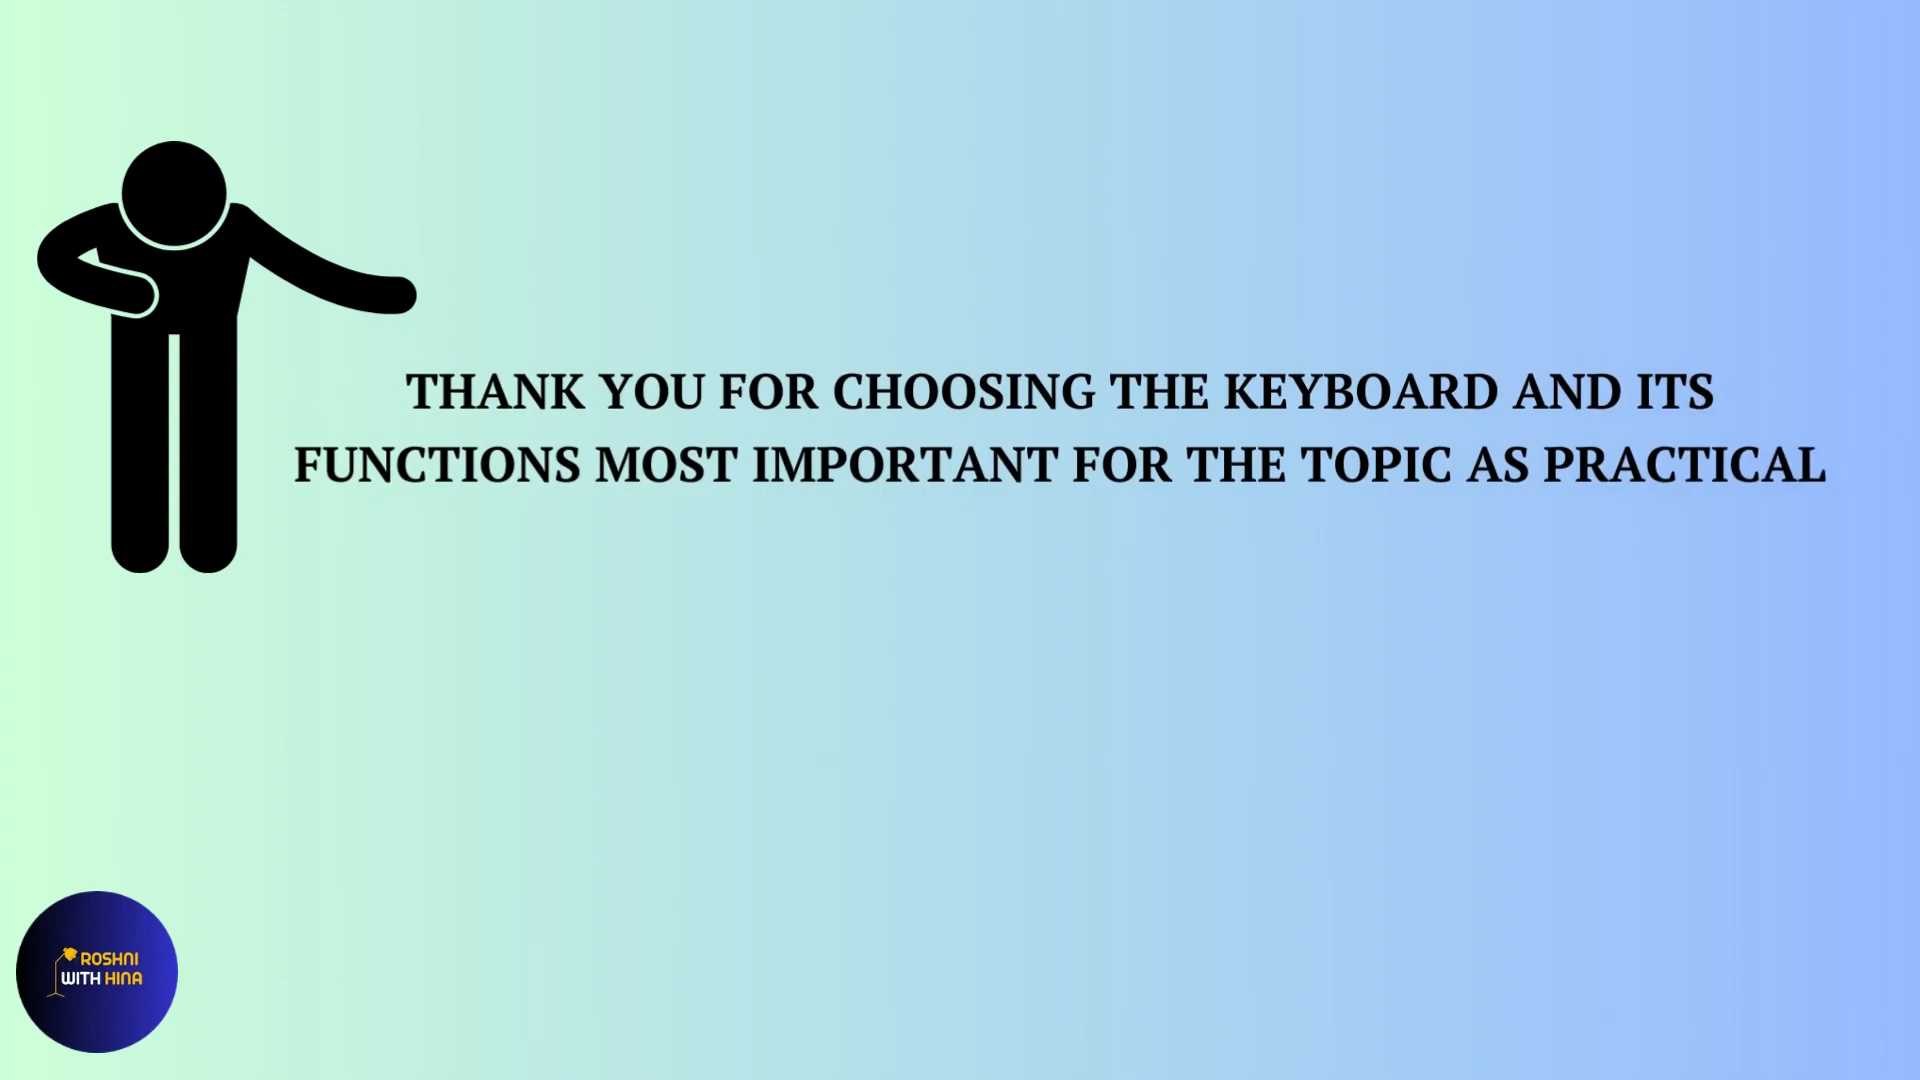 THANK YOU FOR CHOOSING THE KEYBOARD AND ITS
FUNCTIONS MOST IMPORTANT FOR THE TOPIC AS PRACTICAL
ROSHNI
WITH HINA